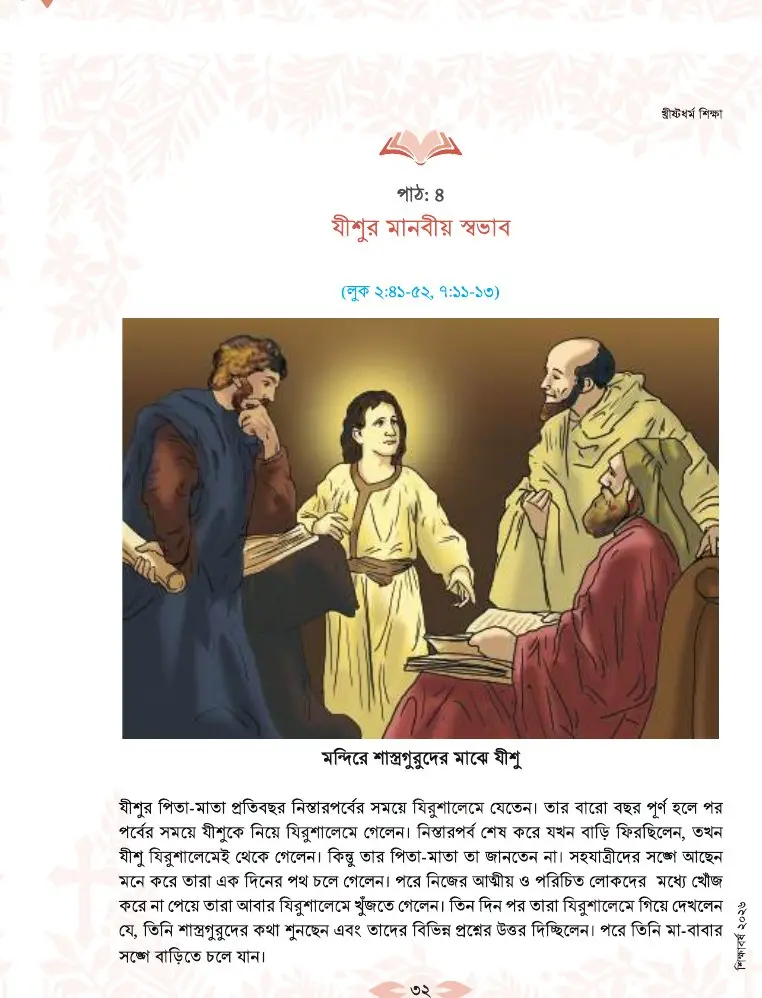 খ্রীষ্টধর্ম শিক্ষা
পাঠ: ৪
যীশুর মানবীয় স্বভাব
(লুক ২:৪১-৫২, ৭:১১-১৩)
মন্দিরে শাস্ত্রগুরুদের মাঝে যীশু
যীশুর পিতা-মাতা প্রতিবছর নিস্তারপর্বের সময়ে যিরুশালেমে যেতেন। তার বারো বছর পূর্ণ হলে পর
পর্বের সময়ে যীশুকে নিয়ে যিরুশালেমে গেলেন। নিস্তারপর্ব শেষ করে যখন বাড়ি ফিরছিলেন, তখন
যীশু যিরুশালেমেই থেকে গেলেন। কিন্তু তার পিতা-মাতা তা জানতেন না। সহযাত্রীদের সঙ্গে আছেন
মনে করে তারা এক দিনের পথ চলে গেলেন। পরে নিজের আত্মীয় ও পরিচিত লোকদের মধ্যে খোঁজ
করে না পেয়ে তারা আবার যিরুশালেমে খুঁজতে গেলেন। তিন দিন পর তারা যিরুশালেমে গিয়ে দেখলেন
যে, তিনি শাস্ত্রগুরুদের কথা শুনছেন এবং তাদের বিভিন্ন প্রশ্নের উত্তর দিচ্ছিলেন। পরে তিনি মা-বাবার
সঙ্গে বাড়িতে চলে যান।
৩২
শিক্ষাবর্ষ ২০২৬